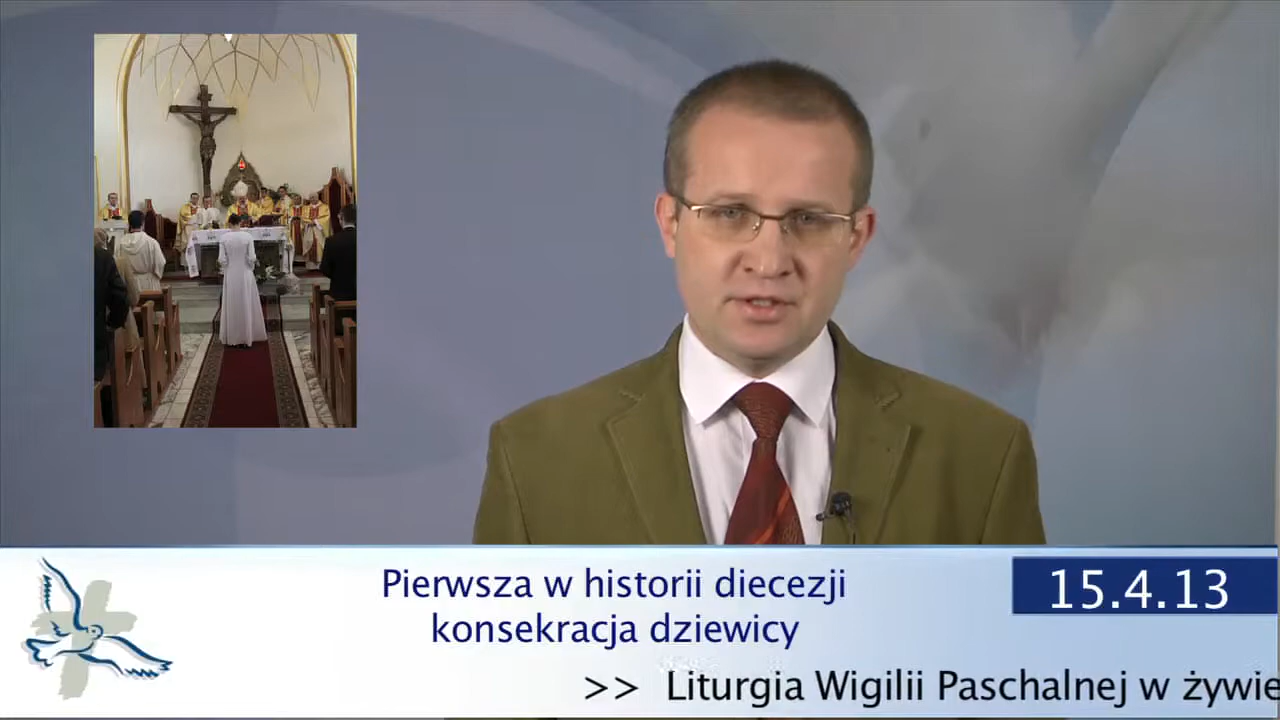 Pierwsza w historii diecezji
konsekracja dziewicy
15.4.13
>> Liturgia Wigilii Paschalnej w żywie